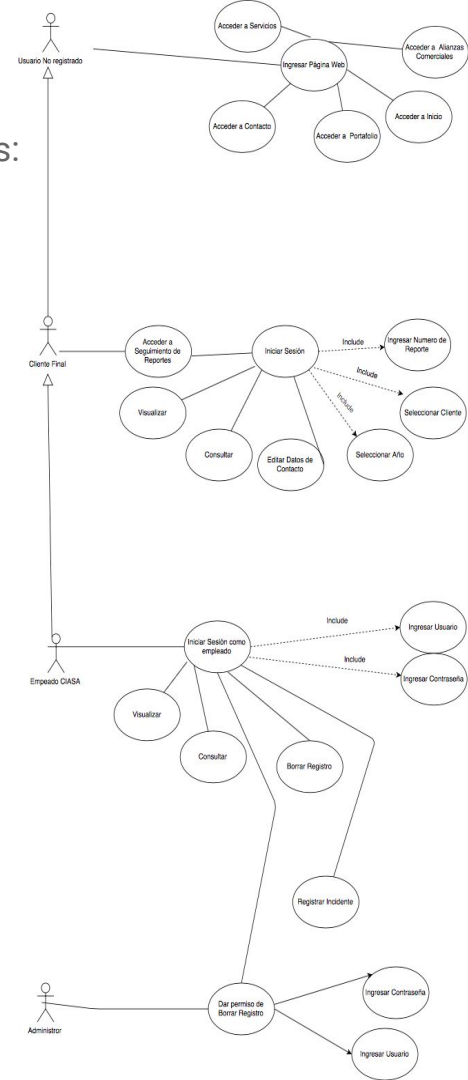 Acceder a Servicios
Usuario No registrado
Acceder a Alianzas
Comerciales
Ingresar Página Web
Acceder a Inicio
Acceder a Contacto
Acceder a Portafolio
s:
Cliente Final
Acceder a
Seguimiento de
Reportes
Iniciar Sesión
Include
Ingresar Numero de
Reporte
Include
Include
Seleccionar Cliente
Visualizar
Consultar
Editar Datos de
Contacto
Seleccionar Año
Empeado CIASA
Iniciar Sesión como
empleado
Include
Ingresar Usuario
Include
Ingresar Contraseña
Visualizar
Consultar
Borrar Registro
Registrar Incidente
Administror
Dar permiso de
Borrar Registro
Ingresar Contraseña
Ingresar Usuario